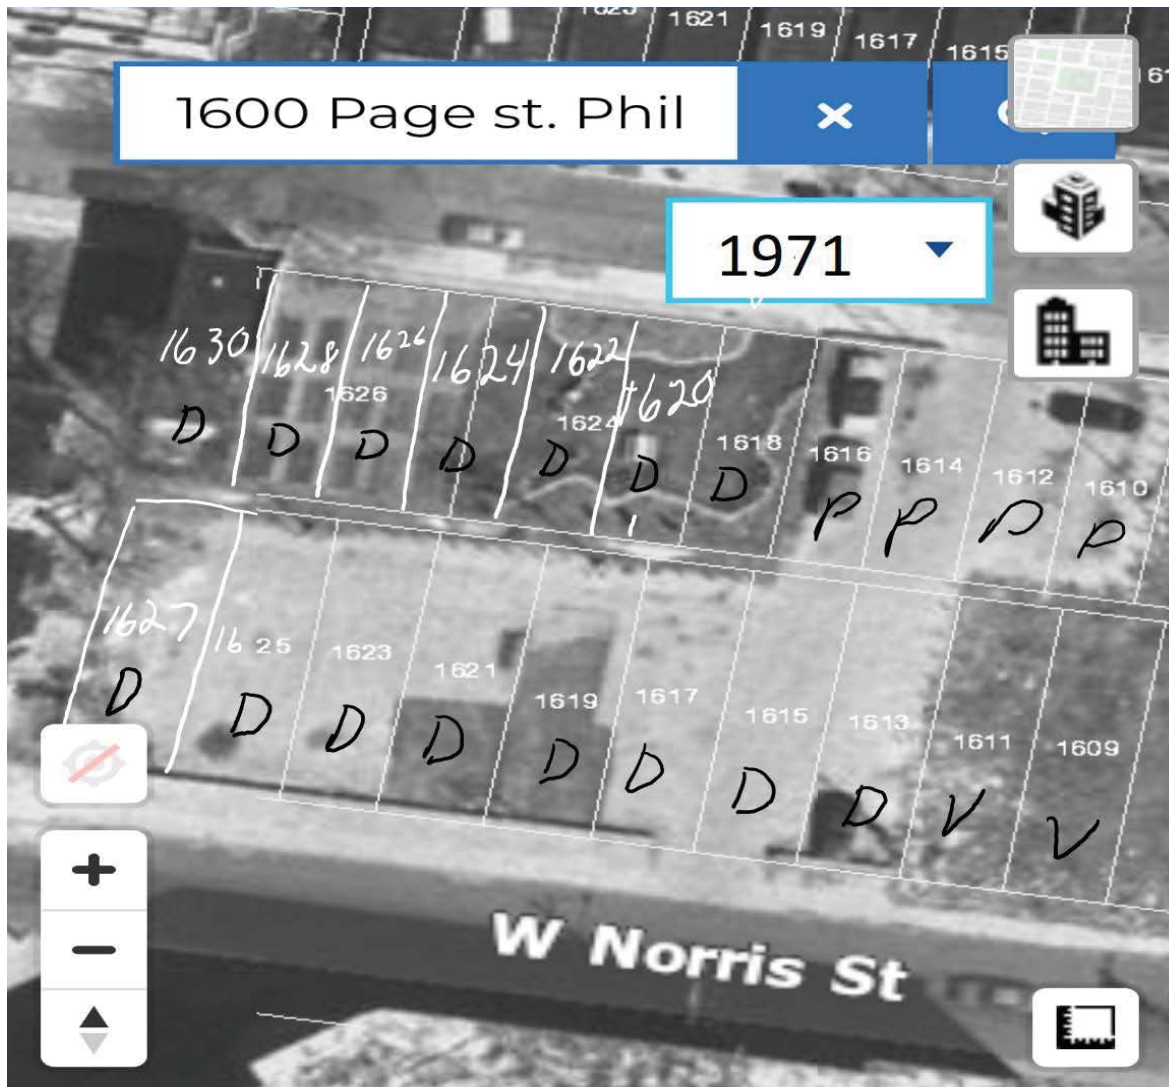 1621
1619
1617
1615
1600 Page st. Phil
1971
1630
1628
1626
1624
1622
1620
1626
1624
1618
1616
1614
1612
1610
D
D
D
D
D
D
D
P
P
P
P
1627
1625
1623
1621
1619
1617
1615
1613
1611
1609
D
D
D
D
D
D
D
D
V
V
W Norris St